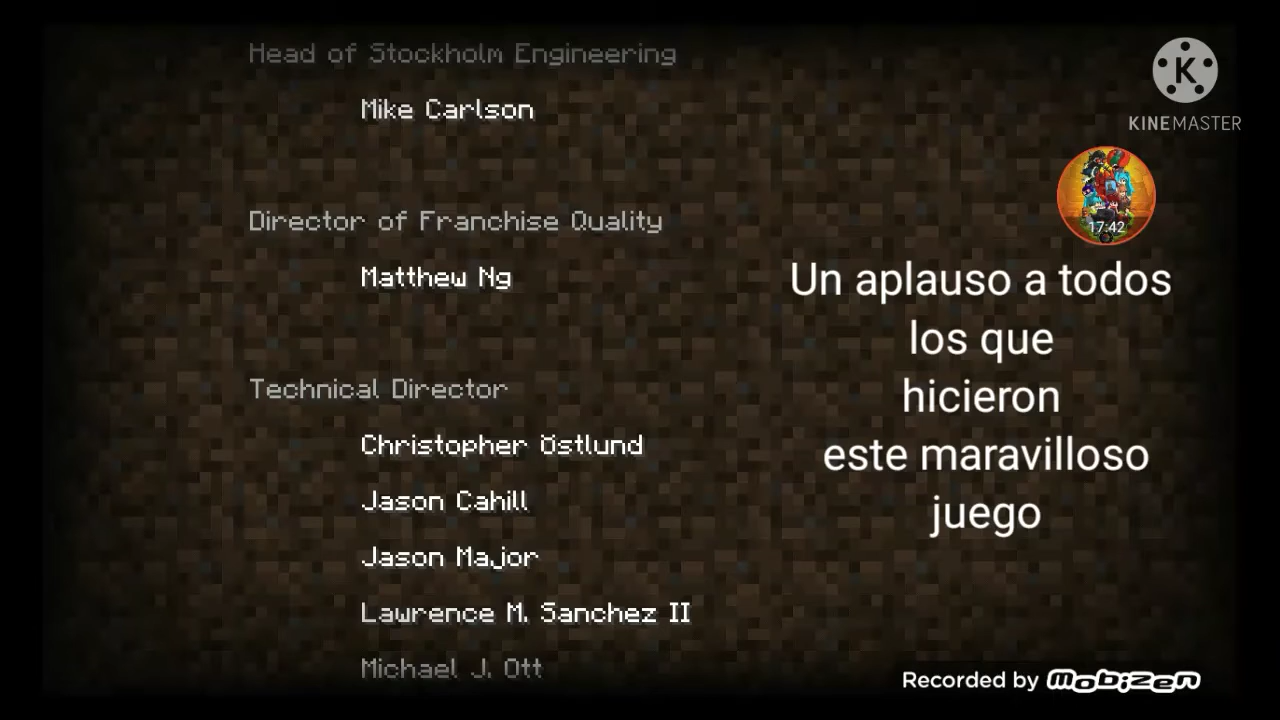 Head of Stockholm Engineering
Mike Carlson
Director of Franchise Quality
Matthew Ng
Technical Director
Christopher Östlund
Jason Cahill
Jason Major
Lawrence M. Sanchez II
Michael J. Ott
K
KINEMASTER
17:42
Un aplauso a todos
los que
hicieron
este maravilloso
juego
Recorded by mobizen